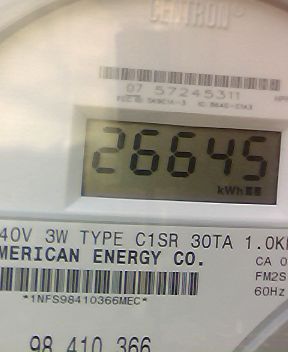 CENTRON®
07 57245311
26645
kWh
40V 3W TYPE C1SR 30TA 1.0K
MERICAN ENERGY CO.
CA 0
FM2S
*1NFS98410366MEC*
60Hz
98 410 366